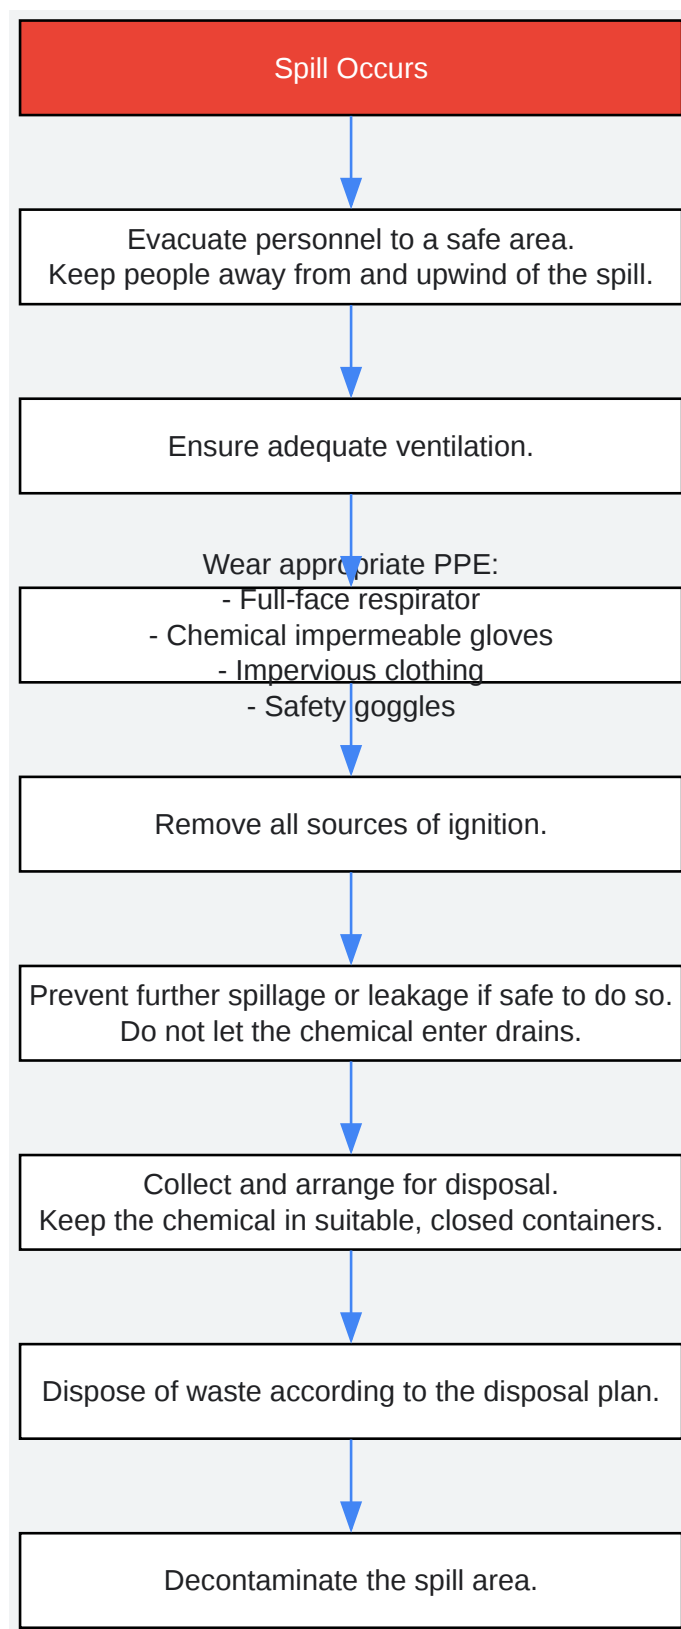 Spill Occurs
Evacuate personnel to a safe area.
Keep people away from and upwind of the spill.
Ensure adequate ventilation.
Wear appropriate PPE:
- Full-face respirator
- Chemical impermeable gloves
- Impervious clothing
- Safety goggles
Remove all sources of ignition.
Prevent further spillage or leakage if safe to do so.
Do not let the chemical enter drains.
Collect and arrange for disposal.
Keep the chemical in suitable, closed containers.
Dispose of waste according to the disposal plan.
Decontaminate the spill area.